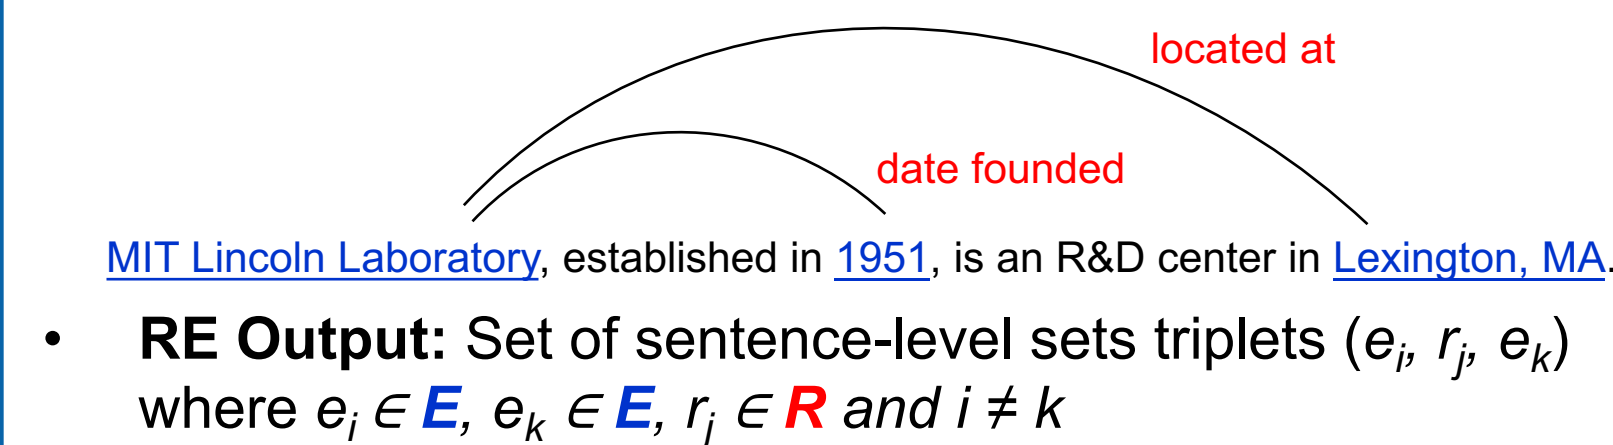 located at
date founded
MIT Lincoln Laboratory, established in 1951, is an R&D center in Lexington, MA.
• RE Output: Set of sentence-level sets triplets (eᵢ, rⱼ, eₖ)
where eᵢ ∈ E, eₖ ∈ E, rⱼ ∈ R and i ≠ k